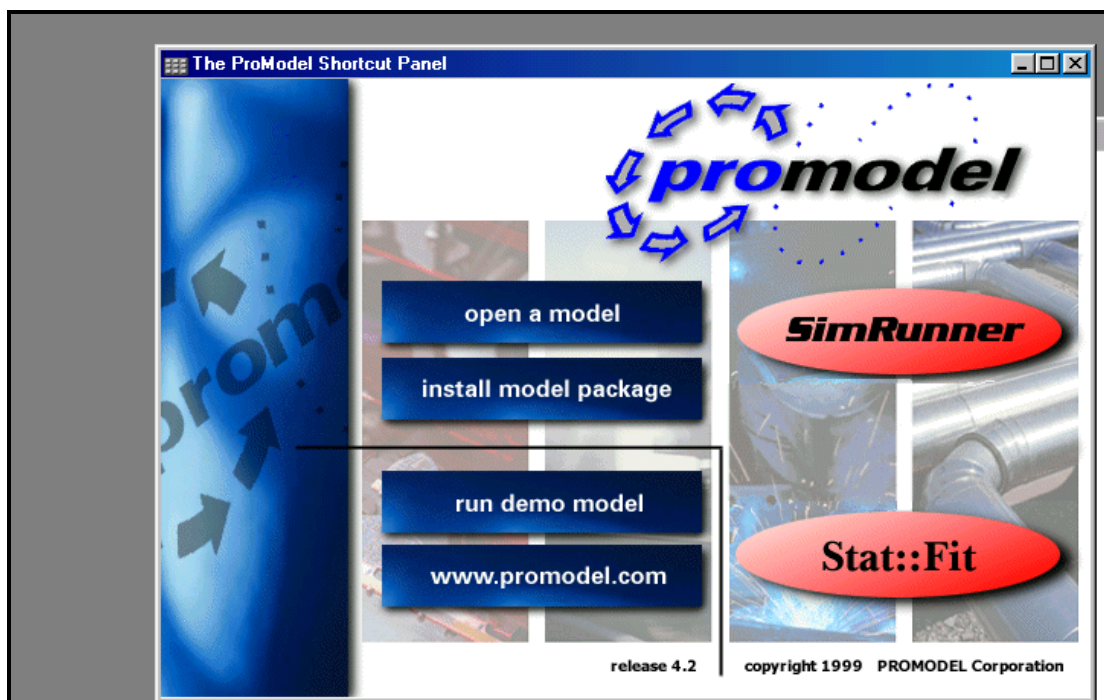 The ProModel Shortcut Panel
promodel
open a model
SimRunner
install model package
run demo model
Stat::Fit
www.promodel.com
release 4.2
copyright 1999 PROMODEL Corporation
prom